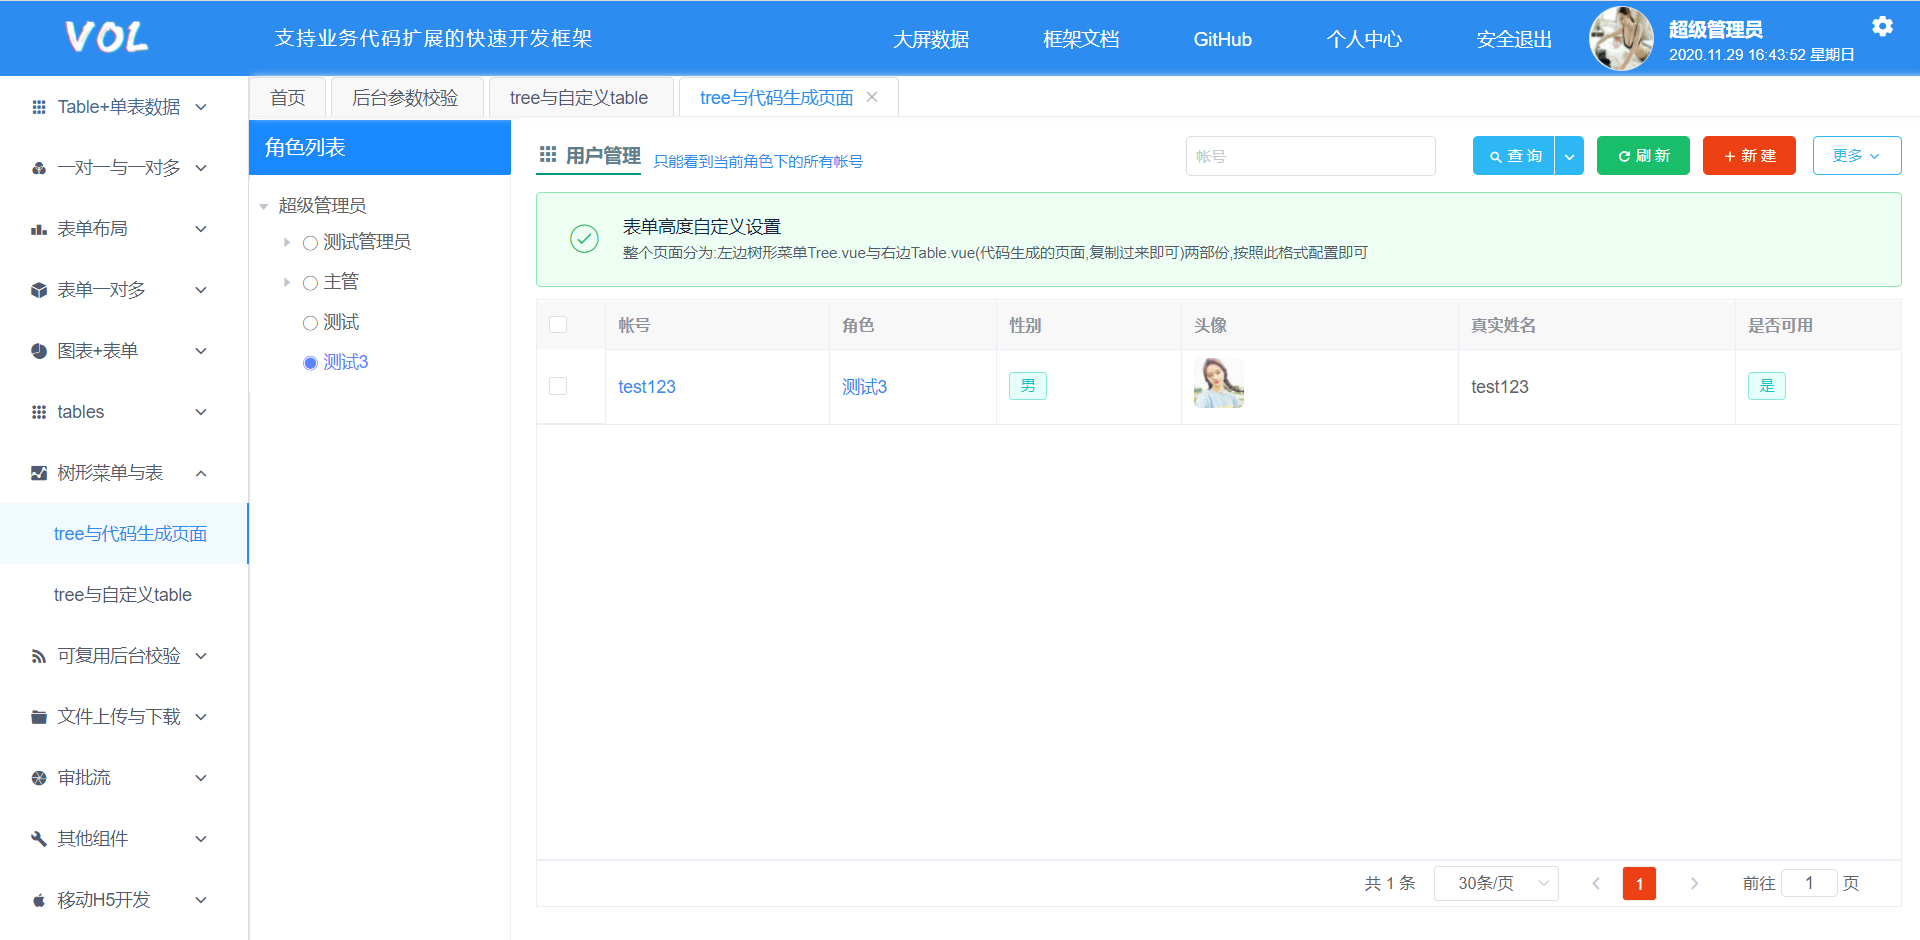 VOL
支持业务代码扩展的快速开发框架
大屏数据
框架文档
GitHub
个人中心
安全退出
超级管理员
2020.11.29 16:43:52 星期日
Table+单表数据
一对一与一对多
表单布局
表单一对多
图表+表单
tables
树形菜单与表
tree与代码生成页面
tree与自定义table
可复用后台校验
文件上传与下载
审批流
其他组件
移动H5开发
首页
后台参数校验
tree与自定义table
tree与代码生成页面
角色列表
超级管理员
测试管理员
主管
测试
测试3
用户管理
只能看到当前角色下的所有帐号
帐号
查 询
刷 新
新 建
更多
表单高度自定义设置
整个页面分为:左边树形菜单Tree.vue与右边Table.vue(代码生成的页面,复制过来即可)两部份,按照此格式配置即可
帐号 角色 性别 头像 真实姓名 是否可用
test123 测试3 男 test123 是
共 1 条 30条/页 1 前往 1 页